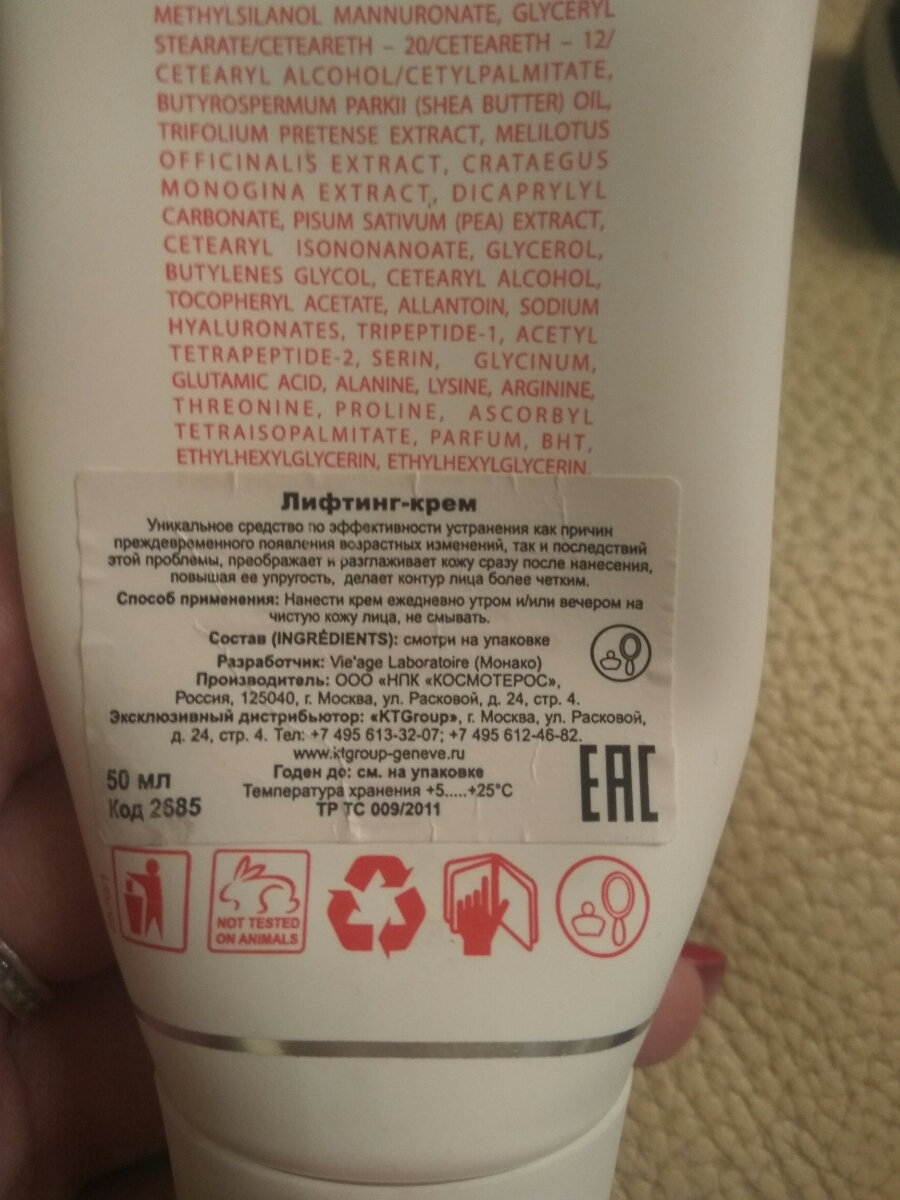 METHYLSILANOL MANNURONATE, GLYCERYL
STEARATE/CETEARETH – 20/CETEARETH – 12/
CETEARYL ALCOHOL/CETYLPALMITATE,
BUTYROSPERMUM PARKII (SHEA BUTTER) OIL,
TRIFOLIUM PRETENSE EXTRACT, MELILOTUS
OFFICINALIS EXTRACT, CRATAEGUS
MONOGINA EXTRACT, DICAPRYLYL
CARBONATE, PISUM SATIVUM (PEA) EXTRACT,
CETEARYL ISONONANOATE, GLYCEROL,
BUTYLENES GLYCOL, CETEARYL ALCOHOL,
TOCOPHERYL ACETATE, ALLANTOIN, SODIUM
HYALURONATES, TRIPEPTIDE-1, ACETYL
TETRAPEPTIDE-2, SERIN, GLYCINUM,
GLUTAMIC ACID, ALANINE, LYSINE, ARGININE,
THREONINE, PROLINE, ASCORBYL
TETRAISOPALMITATE, PARFUM, BHT,
ETHYLHEXYLGLYCERIN, ETHYLHEXYLGLYCERIN.
Лифтинг-крем
Уникальное средство по эффективности устранения как причин
преждевременного появления возрастных изменений, так и последствий
этой проблемы, преображает и разглаживает кожу сразу после нанесения,
повышая ее упругость, делает контур лица более четким.
Способ применения: Нанести крем ежедневно утром и/или вечером на
чистую кожу лица, не смывать.
Состав (INGRÉDIENTS): смотри на упаковке
Разработчик: Vie'age Laboratoire (Монако)
Производитель: ООО «НПК «КОСМОТЕРОС»,
Россия, 125040, г. Москва, ул. Расковой, д. 24, стр. 4.
Эксклюзивный дистрибьютор: «KTGroup», г. Москва, ул. Расковой,
д. 24, стр. 4. Тел: +7 495 613-32-07; +7 495 612-46-82.
www.ktgroup-geneve.ru
Годен до: см. на упаковке
Температура хранения +5.....+25°C
ТР ТС 009/2011
50 мл
Код 2685
EAC
NOT TESTED
ON ANIMALS